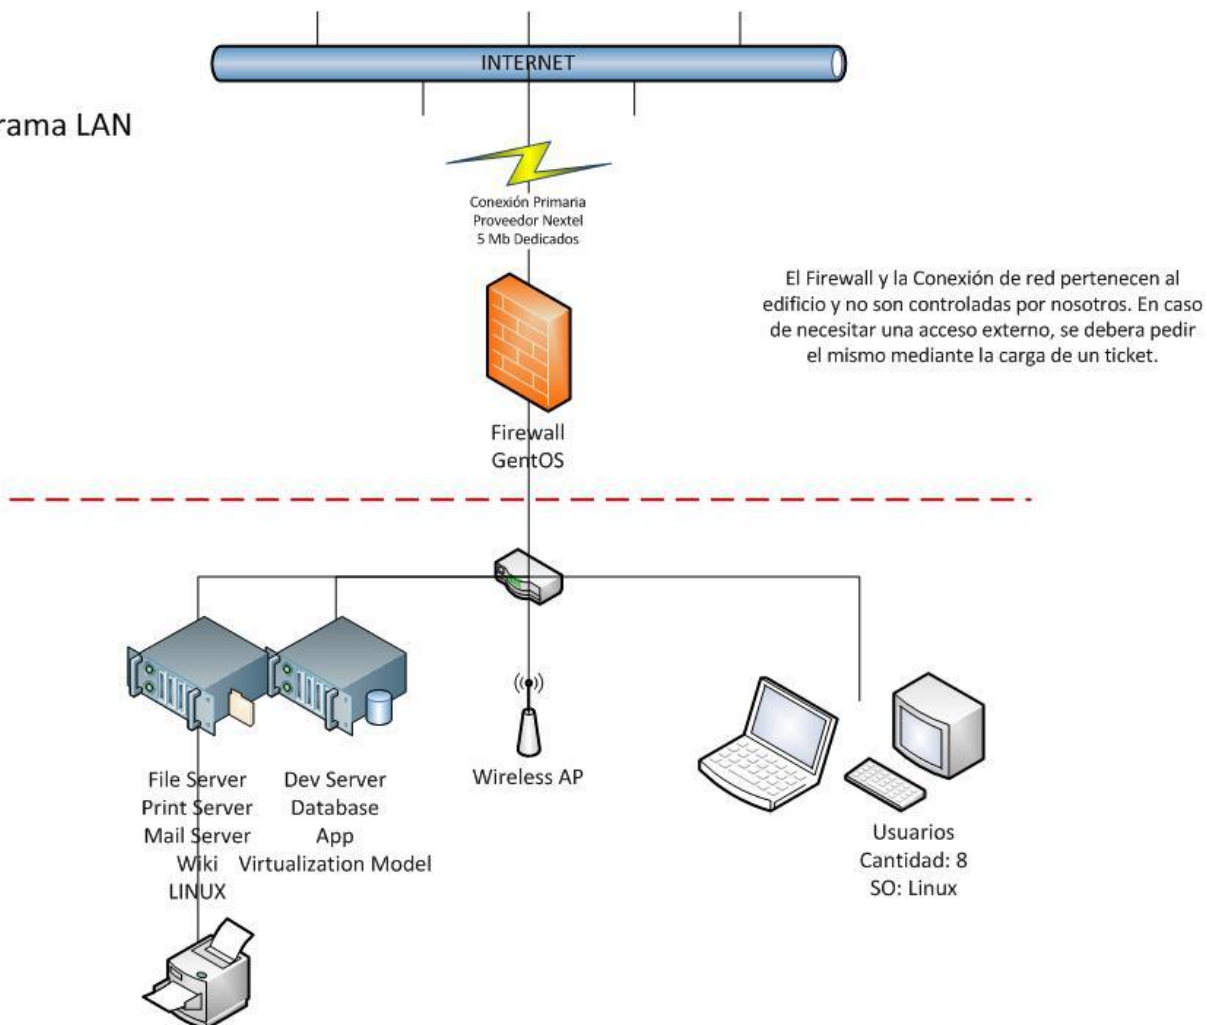 INTERNET
rama LAN
Conexión Primaria
Proveedor Nextel
5 Mb Dedicados
El Firewall y la Conexión de red pertenecen al
edificio y no son controladas por nosotros. En caso
de necesitar una acceso externo, se debera pedir
el mismo mediante la carga de un ticket.
Firewall
GentOS
File Server
Print Server
Mail Server
Wiki
LINUX
Dev Server
Database
App
Virtualization Model
Wireless AP
Usuarios
Cantidad: 8
SO: Linux